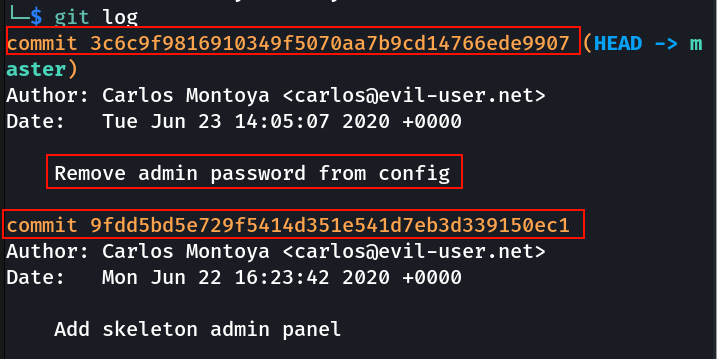 └─$ git log
commit 3c6c9f9816910349f5070aa7b9cd14766ede9907 (HEAD -> m
aster)
Author: Carlos Montoya <carlos@evil-user.net>
Date:   Tue Jun 23 14:05:07 2020 +0000
    Remove admin password from config
commit 9fdd5bd5e729f5414d351e541d7eb3d339150ec1
Author: Carlos Montoya <carlos@evil-user.net>
Date:   Mon Jun 22 16:23:42 2020 +0000
    Add skeleton admin panel